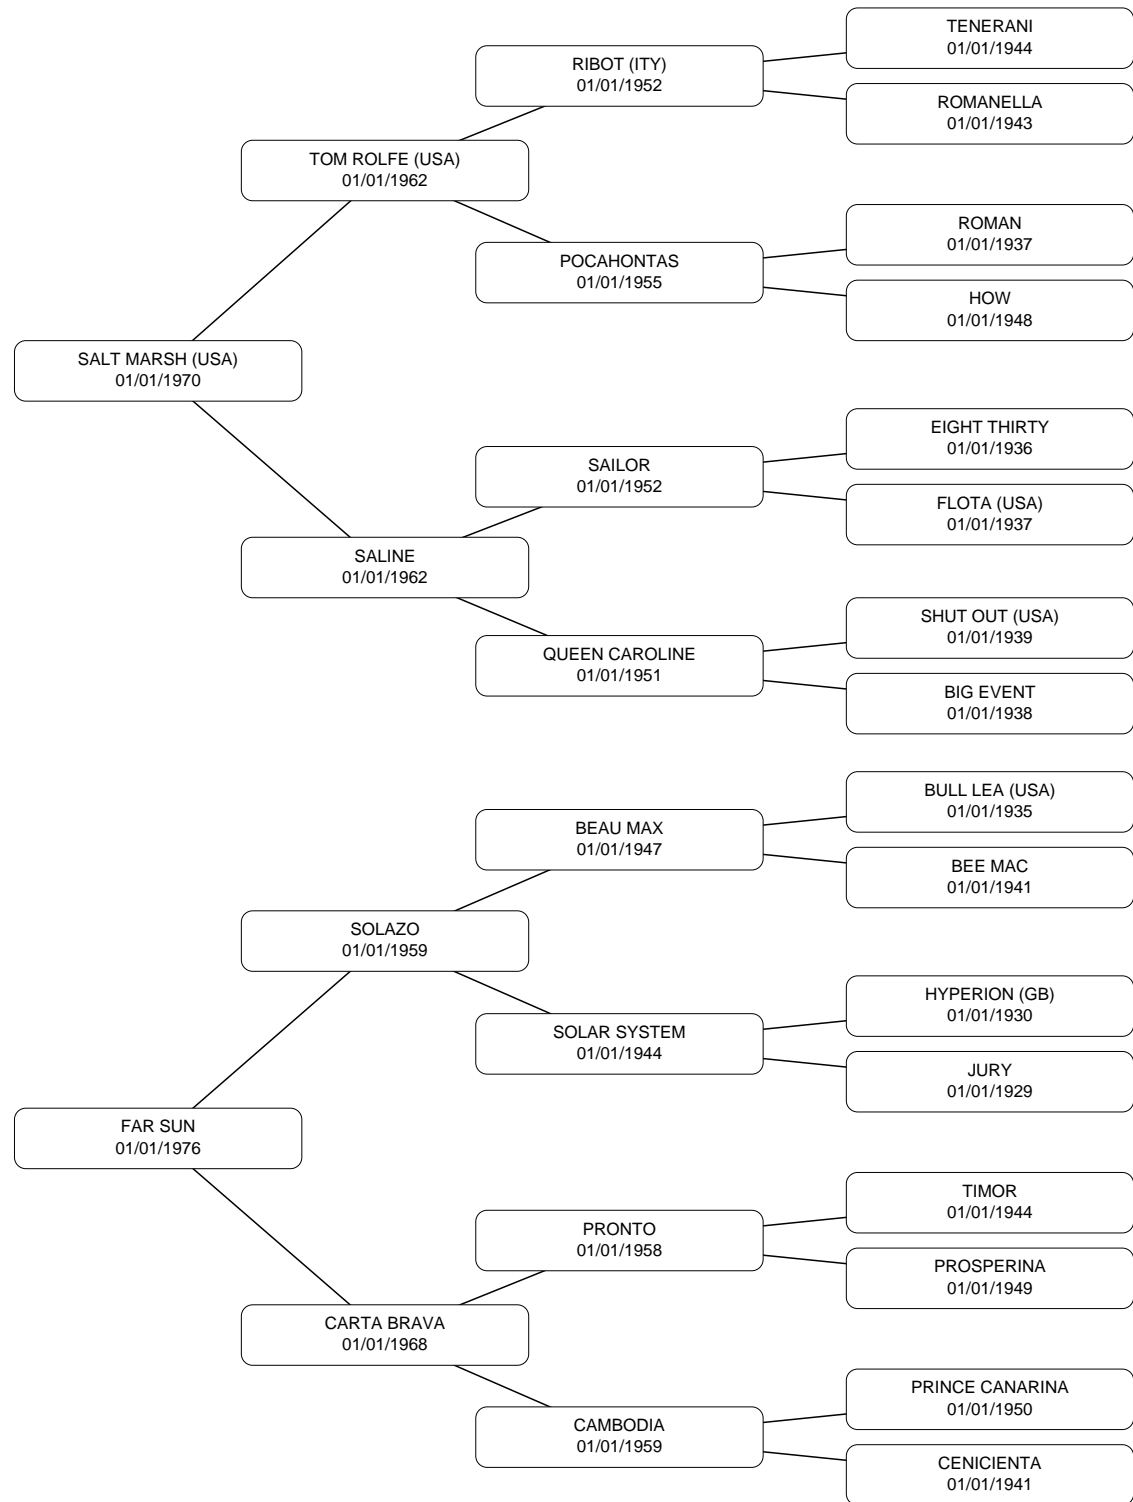 TENERANI
01/01/1944
RIBOT (ITY)
01/01/1952
ROMANELLA
01/01/1943
TOM ROLFE (USA)
01/01/1962
ROMAN
01/01/1937
POCAHONTAS
01/01/1955
HOW
01/01/1948
SALT MARSH (USA)
01/01/1970
EIGHT THIRTY
01/01/1936
SAILOR
01/01/1952
FLOTA (USA)
01/01/1937
SALINE
01/01/1962
SHUT OUT (USA)
01/01/1939
QUEEN CAROLINE
01/01/1951
BIG EVENT
01/01/1938
BULL LEA (USA)
01/01/1935
BEAU MAX
01/01/1947
BEE MAC
01/01/1941
SOLAZO
01/01/1959
HYPERION (GB)
01/01/1930
SOLAR SYSTEM
01/01/1944
JURY
01/01/1929
FAR SUN
01/01/1976
TIMOR
01/01/1944
PRONTO
01/01/1958
PROSPERINA
01/01/1949
CARTA BRAVA
01/01/1968
PRINCE CANARINA
01/01/1950
CAMBODIA
01/01/1959
CENICIENTA
01/01/1941